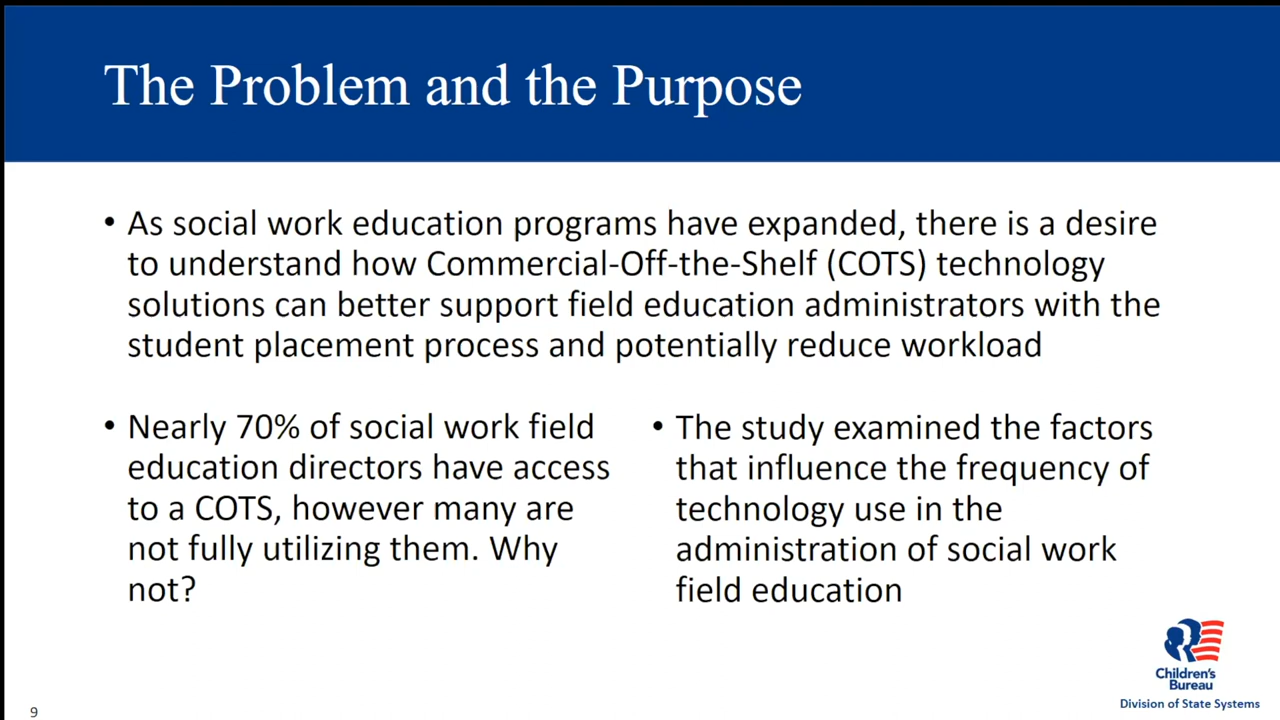 The Problem and the Purpose
• As social work education programs have expanded, there is a desire
to understand how Commercial-Off-the-Shelf (COTS) technology
solutions can better support field education administrators with the
student placement process and potentially reduce workload
• Nearly 70% of social work field
education directors have access
to a COTS, however many are
not fully utilizing them. Why
not?
• The study examined the factors
that influence the frequency of
technology use in the
administration of social work
field education
Children's
Bureau
Division of State Systems
9